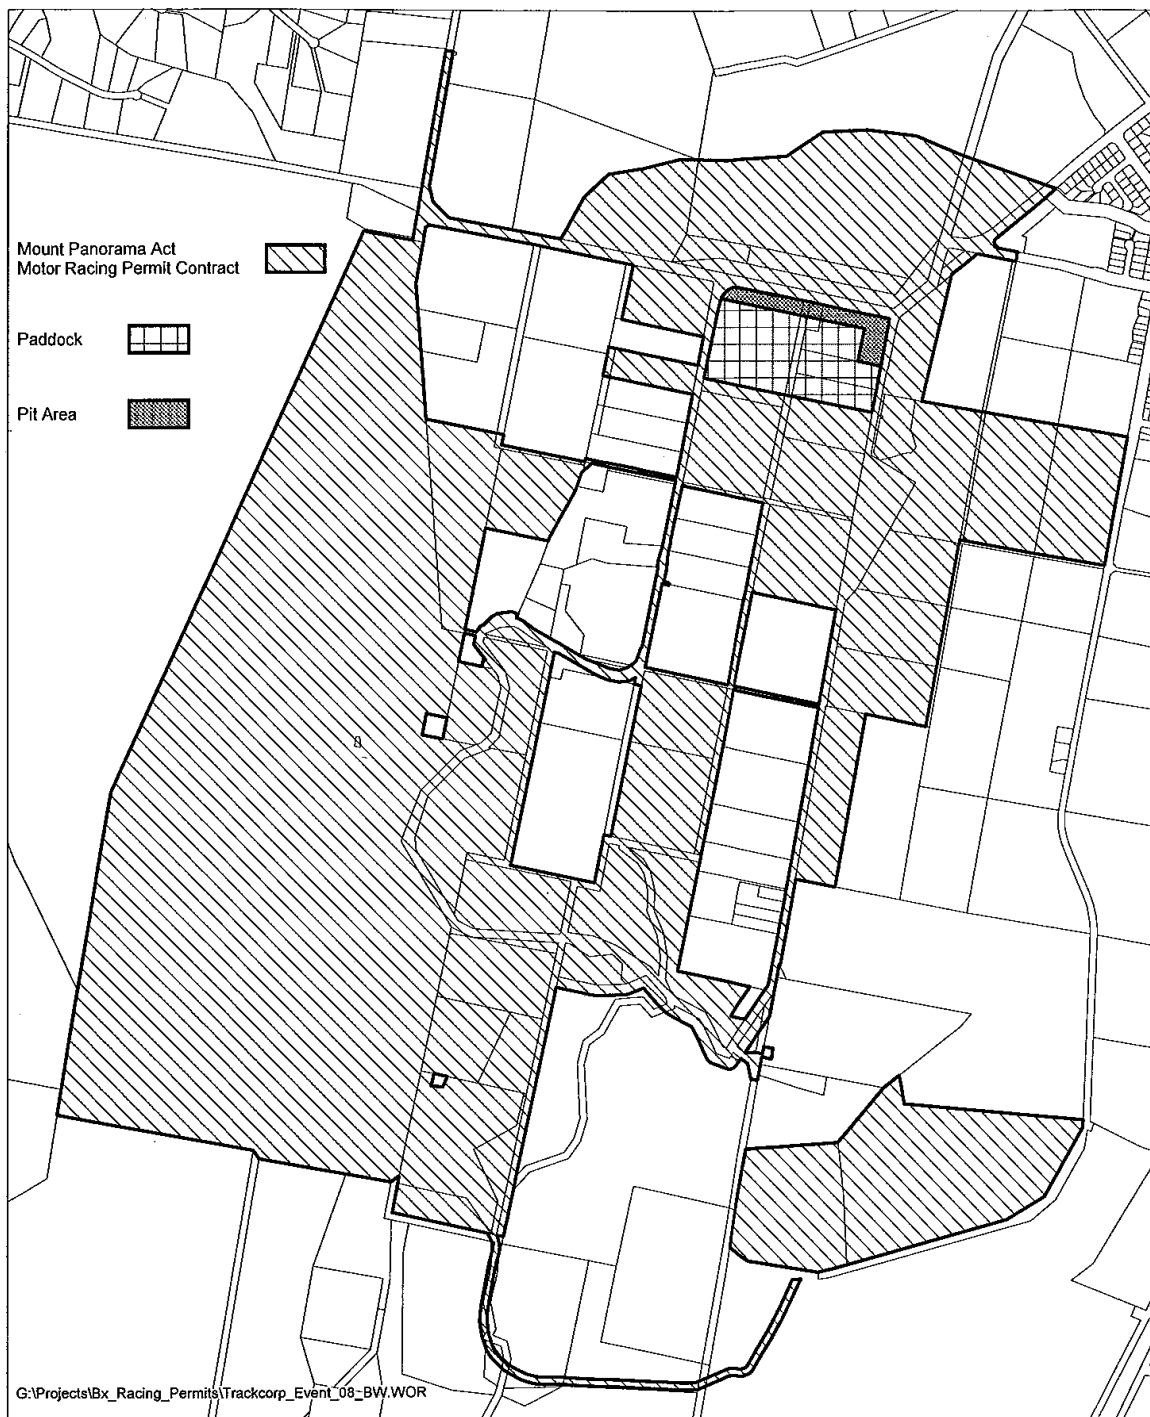 Mount Panorama Act
Motor Racing Permit Contract
Paddock
Pit Area
G:\Projects\Bx_Racing_Permits\Trackcorp_Event_08_BW.WOR